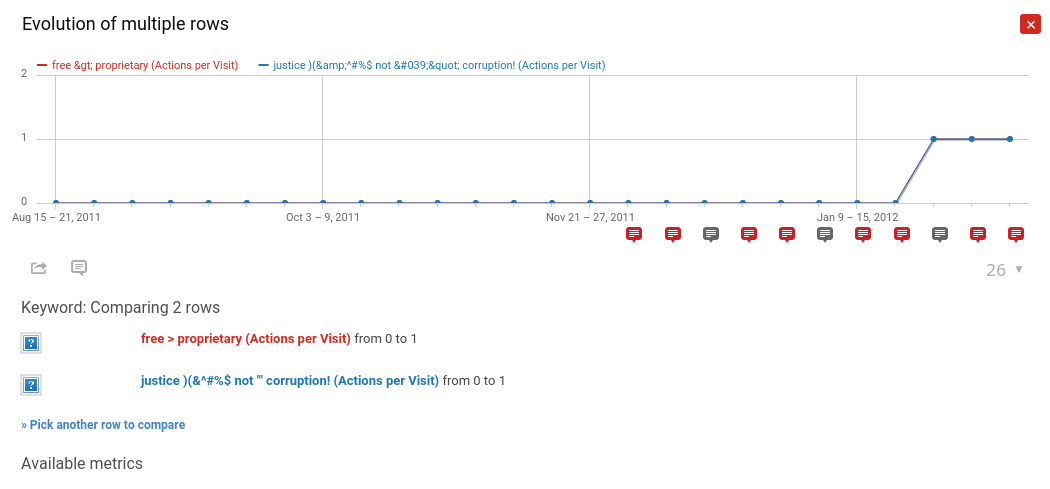 Evolution of multiple rows
free &gt; proprietary (Actions per Visit) justice )(&amp;^#%$ not &#039;&quot; corruption! (Actions per Visit)
2
1
0
Aug 15 – 21, 2011 Oct 3 – 9, 2011 Nov 21 – 27, 2011 Jan 9 – 15, 2012
26
Keyword: Comparing 2 rows
free > proprietary (Actions per Visit) from 0 to 1
justice )(&^#%$ not '" corruption! (Actions per Visit) from 0 to 1
» Pick another row to compare
Available metrics